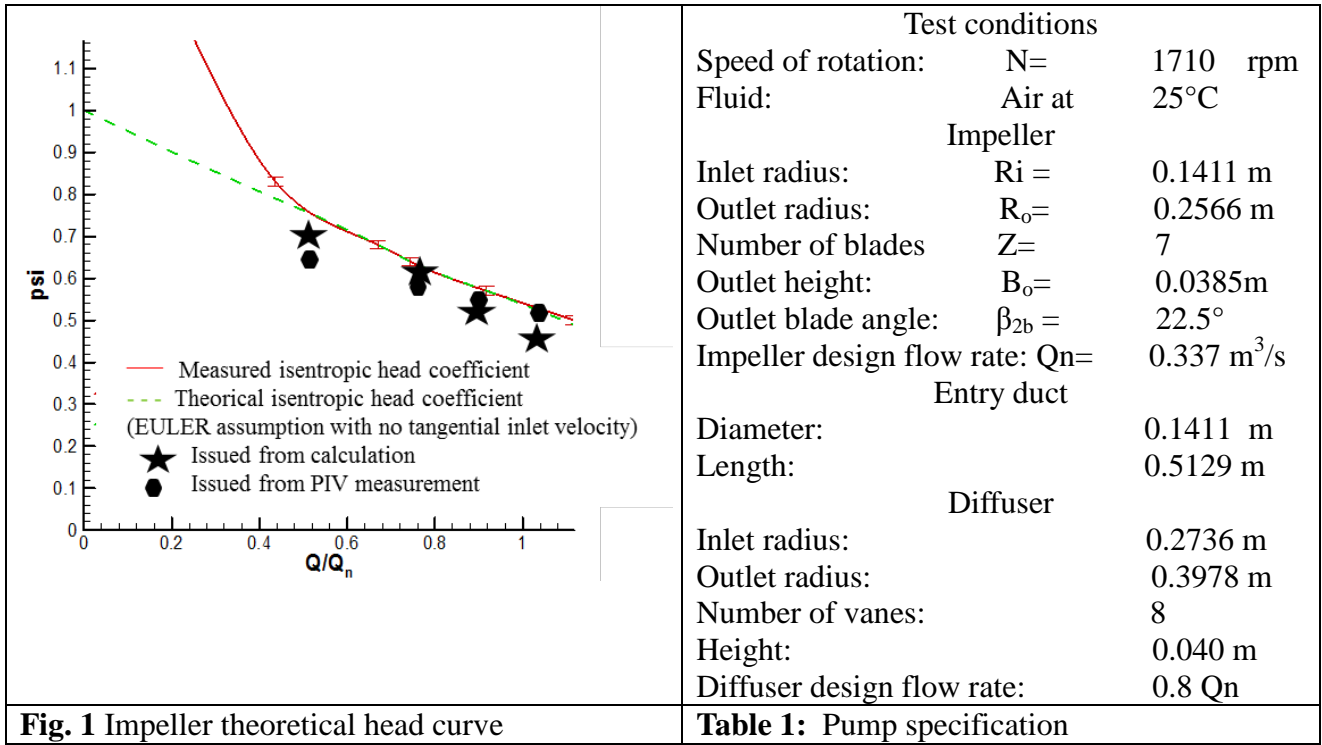 1.1
1
0.9
0.8
0.7
0.6
0.5
0.4
0.3
0.2
0.1
0
psi
0 0.2 0.4 0.6 0.8 1
Q/Qn
Measured isentropic head coefficient
Theorical isentropic head coefficient
(EULER assumption with no tangential inlet velocity)
Issued from calculation
Issued from PIV measurement
Fig. 1 Impeller theoretical head curve
Test conditions
Speed of rotation: N= 1710 rpm
Fluid: Air at 25°C
Impeller
Inlet radius: Ri = 0.1411 m
Outlet radius: Ro= 0.2566 m
Number of blades Z= 7
Outlet height: Bo= 0.0385m
Outlet blade angle: β2b = 22.5°
Impeller design flow rate: Qn= 0.337 m³/s
Entry duct
Diameter: 0.1411 m
Length: 0.5129 m
Diffuser
Inlet radius: 0.2736 m
Outlet radius: 0.3978 m
Number of vanes: 8
Height: 0.040 m
Diffuser design flow rate: 0.8 Qn
Table 1: Pump specification